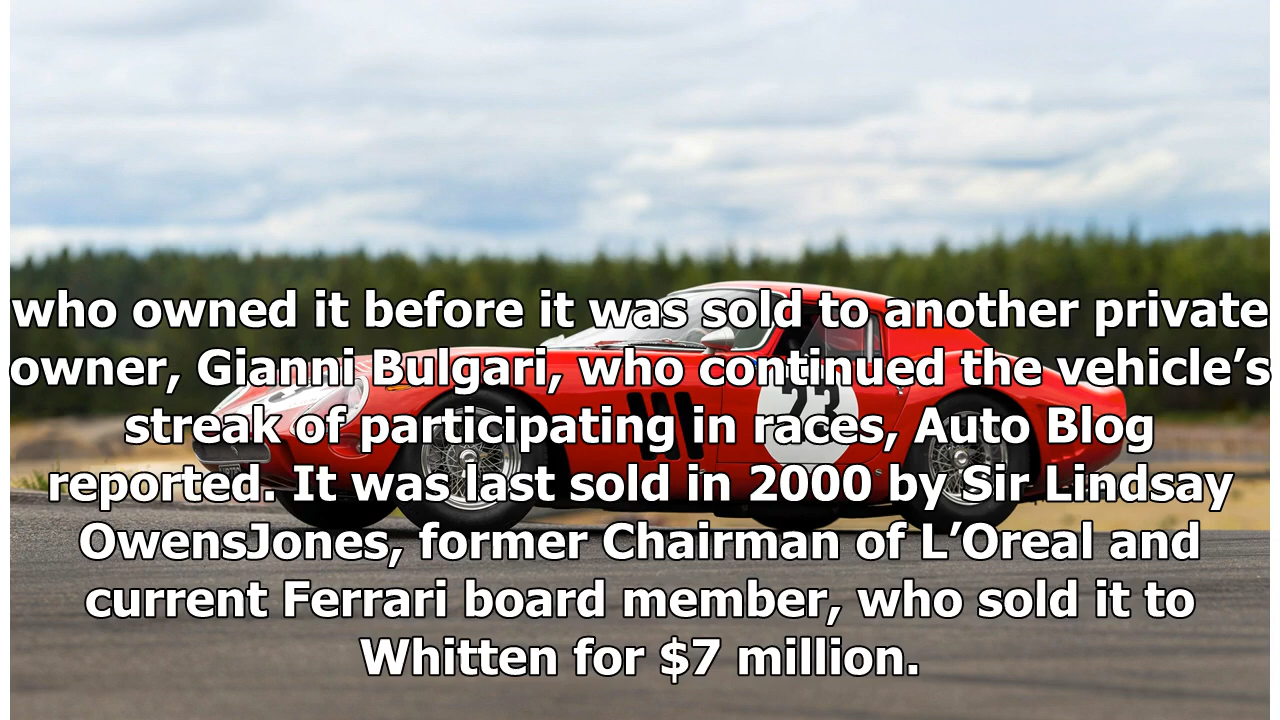 who owned it before it was sold to another private
owner, Gianni Bulgari, who continued the vehicle’s
streak of participating in races, Auto Blog
reported. It was last sold in 2000 by Sir Lindsay
OwensJones, former Chairman of L’Oreal and
current Ferrari board member, who sold it to
Whitten for $7 million.
23